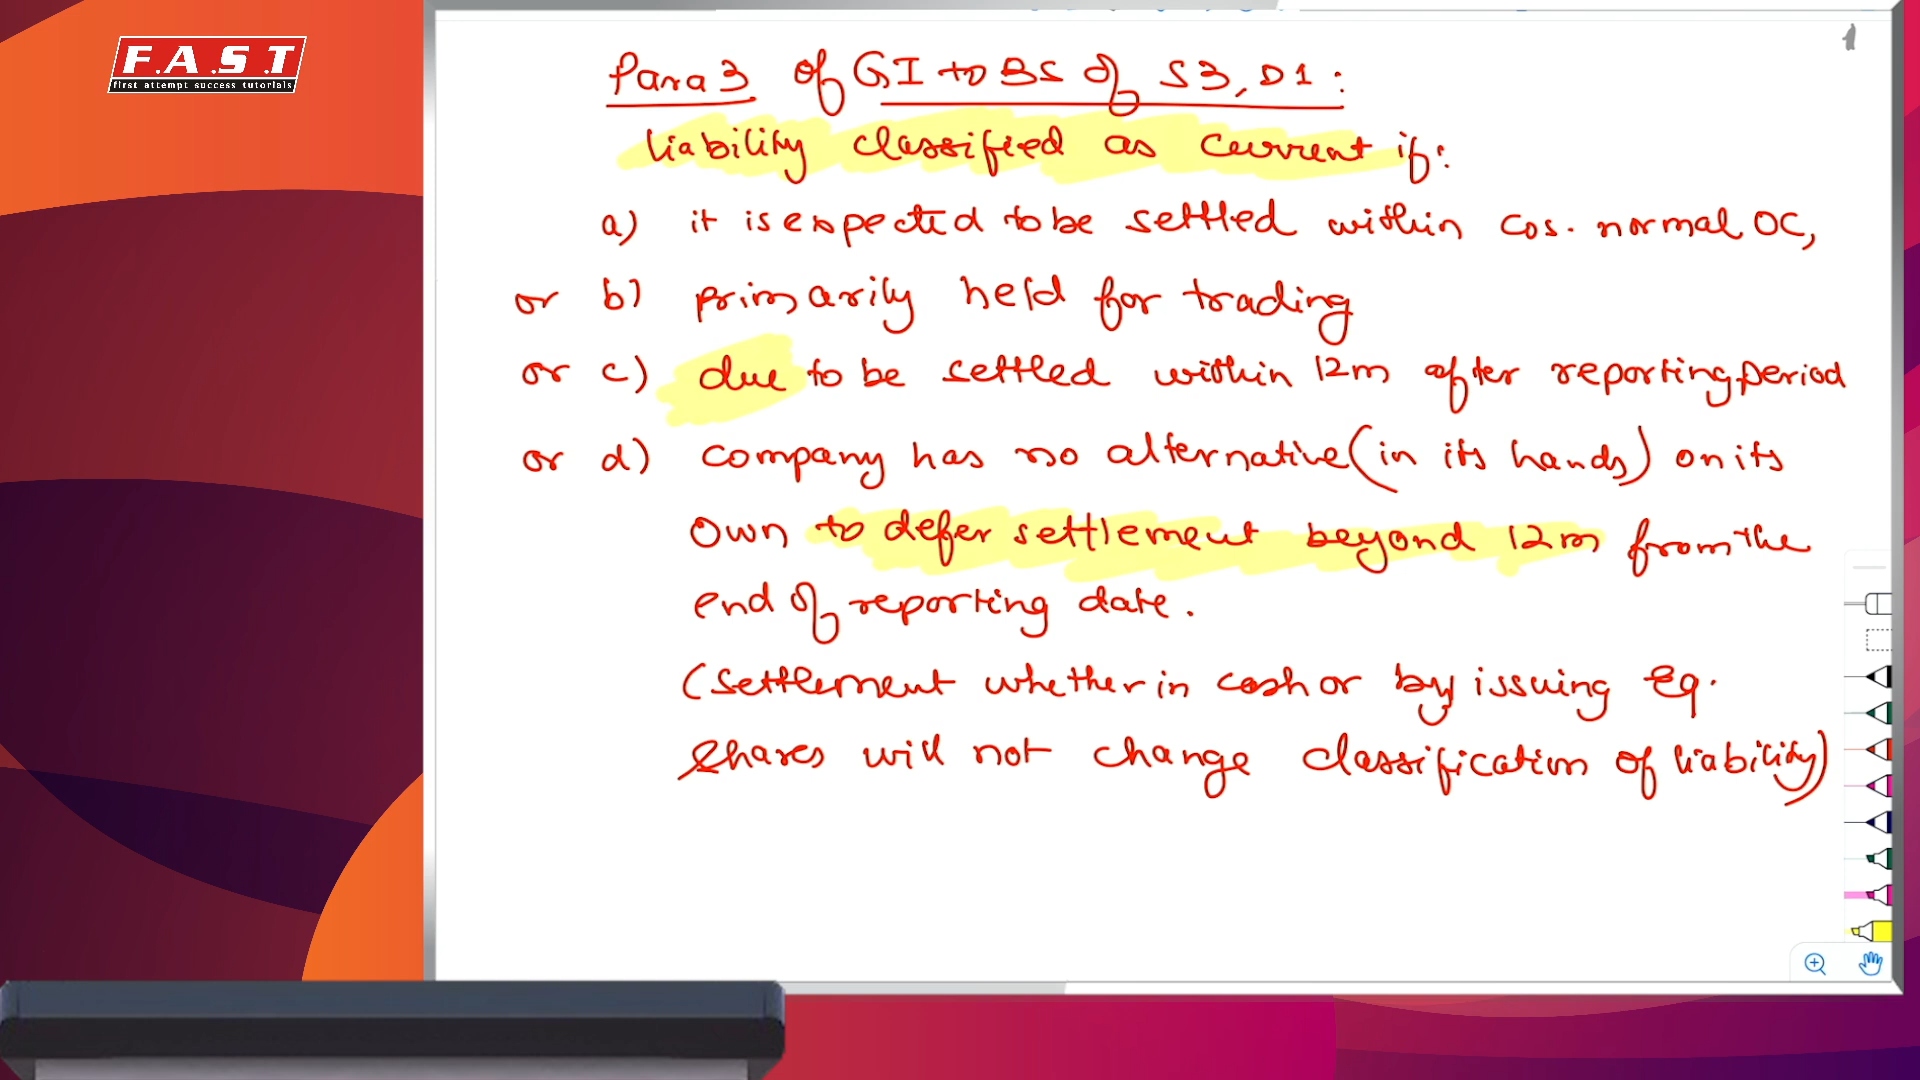 F.A.S.T
first attempt success tutorials
1
Para 3 of GI to BS of S3, D1:
liability classified as current if:
a) it is expected to be settled within cos. normal OC,
or b) primarily held for trading
or c) due to be settled within 12m after reporting period
or d) company has no alternative (in its hands) on its
own to defer settlement beyond 12m from the
end of reporting date.
(settlement whether in cash or by issuing Eq.
shares will not change classification of liability)